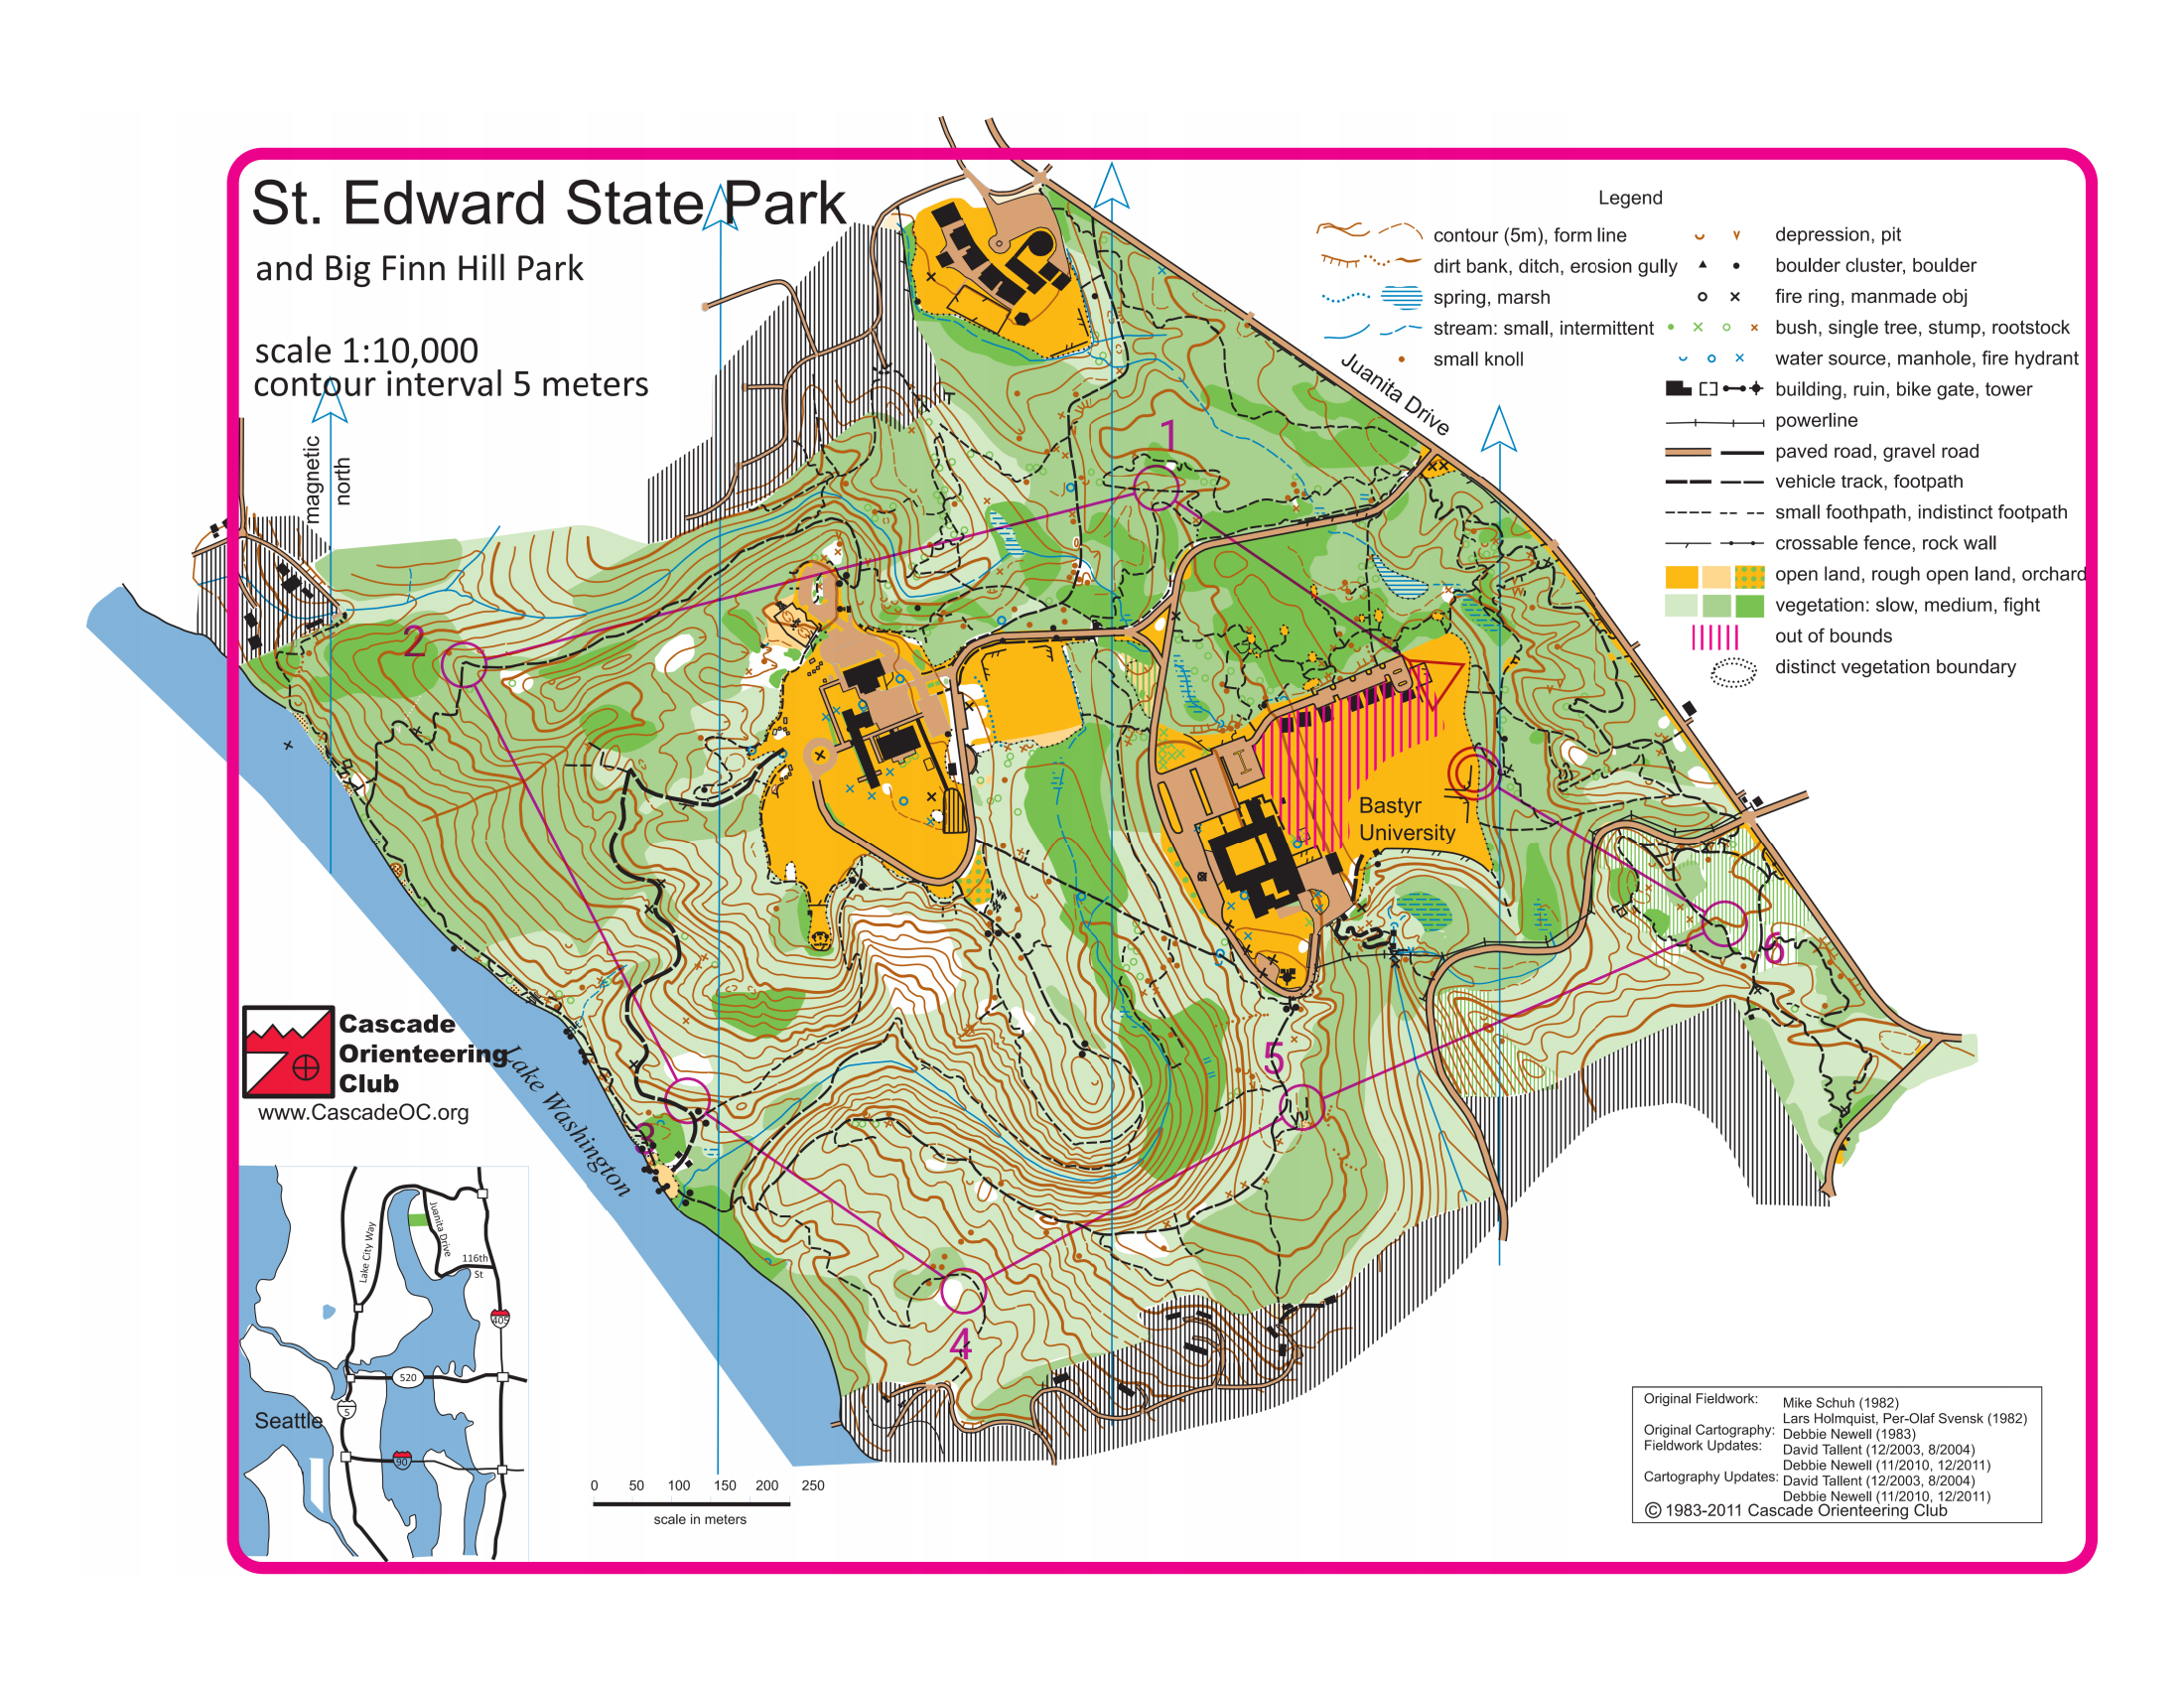 St. Edward State Park
and Big Finn Hill Park
scale 1:10,000
contour interval 5 meters
magnetic
north
Juanita Drive
Legend
contour (5m), form line
dirt bank, ditch, erosion gully
spring, marsh
stream: small, intermittent
small knoll
depression, pit
boulder cluster, boulder
fire ring, manmade obj
bush, single tree, stump, rootstock
water source, manhole, fire hydrant
building, ruin, bike gate, tower
powerline
paved road, gravel road
vehicle track, footpath
small foothpath, indistinct footpath
crossable fence, rock wall
open land, rough open land, orchard
vegetation: slow, medium, fight
out of bounds
distinct vegetation boundary
1
2
3
4
5
6
Bastyr
University
Cascade
Orienteering
Club
www.CascadeOC.org
Lake Washington
Lake City Way
Juanita Drive
116th
St
405
520
5
90
Seattle
0 50 100 150 200 250
scale in meters
Original Fieldwork: Mike Schuh (1982)
Lars Holmquist, Per-Olaf Svensk (1982)
Original Cartography: Debbie Newell (1983)
Fieldwork Updates: David Tallent (12/2003, 8/2004)
Debbie Newell (11/2010, 12/2011)
Cartography Updates: David Tallent (12/2003, 8/2004)
Debbie Newell (11/2010, 12/2011)
© 1983-2011 Cascade Orienteering Club